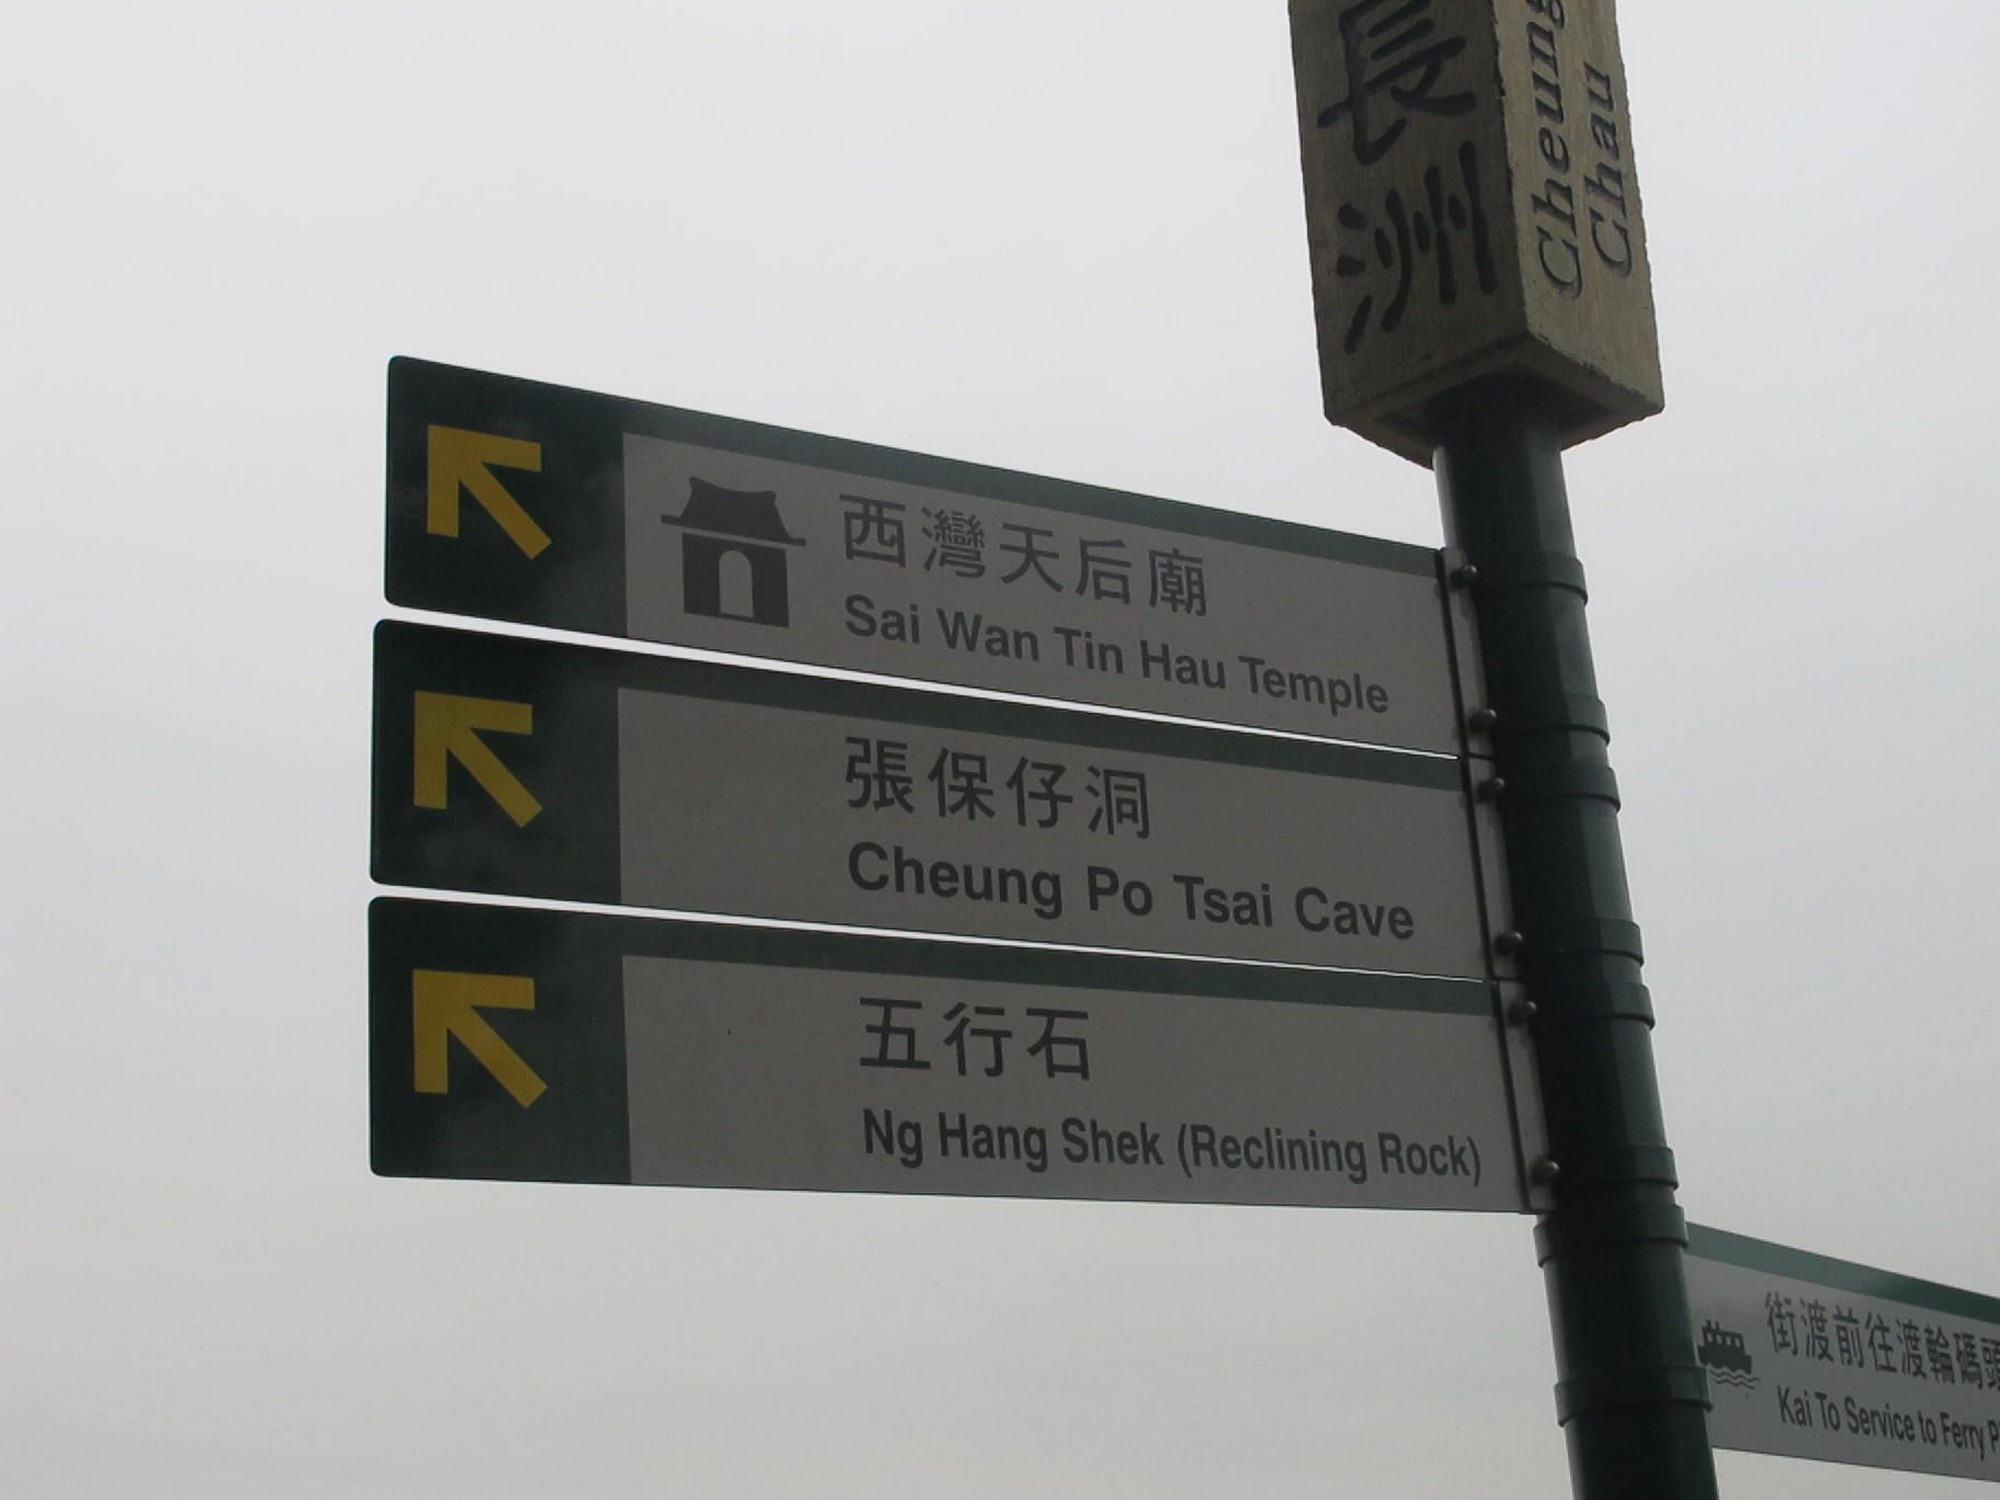 長洲
Cheung
Chau
西灣天后廟
Sai Wan Tin Hau Temple
張保仔洞
Cheung Po Tsai Cave
五行石
Ng Hang Shek (Reclining Rock)
街渡前往渡輪碼頭
Kai To Service to Ferry